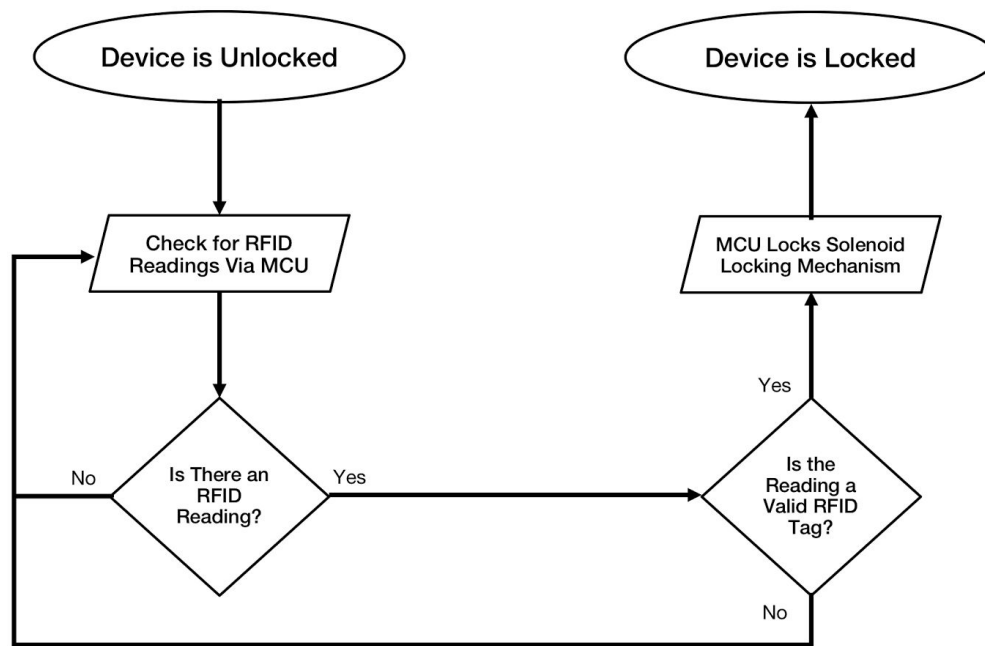 Device is Unlocked
Device is Locked
Check for RFID
Readings Via MCU
MCU Locks Solenoid
Locking Mechanism
Yes
No
Is There an
RFID
Reading?
Yes
Is the
Reading a
Valid RFID
Tag?
No